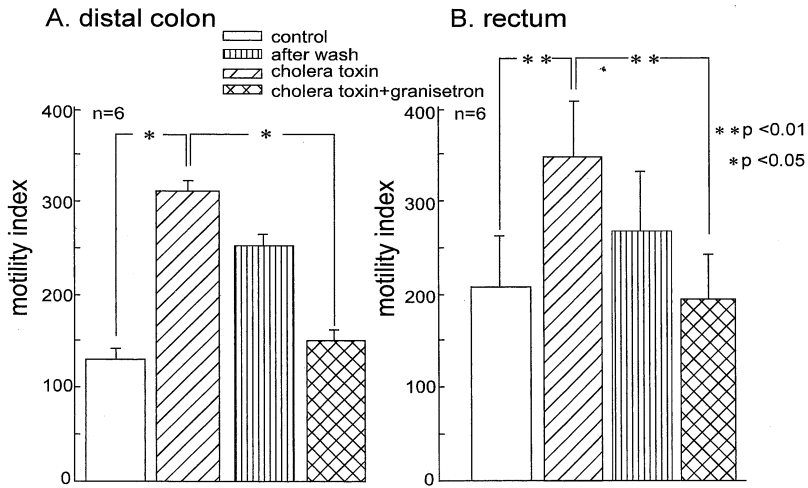 A. distal colon
B. rectum
control
after wash
cholera toxin
cholera toxin+granisetron
motility index
400
300
200
100
0
n=6
*
*
motility index
400
300
200
100
0
n=6
**
**
**p <0.01
*p <0.05